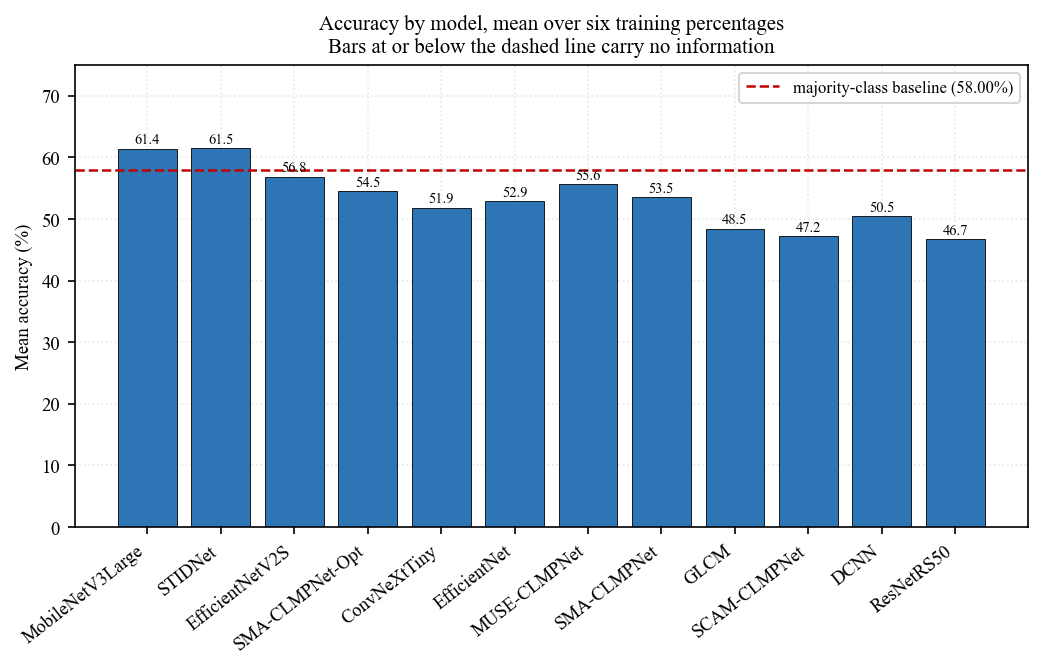 Accuracy by model, mean over six training percentages
Bars at or below the dashed line carry no information
majority-class baseline (58.00%)
Mean accuracy (%)
70
60
50
40
30
20
10
0
61.4
61.5
56.8
54.5
51.9
52.9
55.6
53.5
48.5
47.2
50.5
46.7
MobileNetV3Large
STIDNet
EfficientNetV2S
SMA-CLMPNet-Opt
ConvNeXtTiny
EfficientNet
MUSE-CLMPNet
SMA-CLMPNet
GLCM
SCAM-CLMPNet
DCNN
ResNetRS50